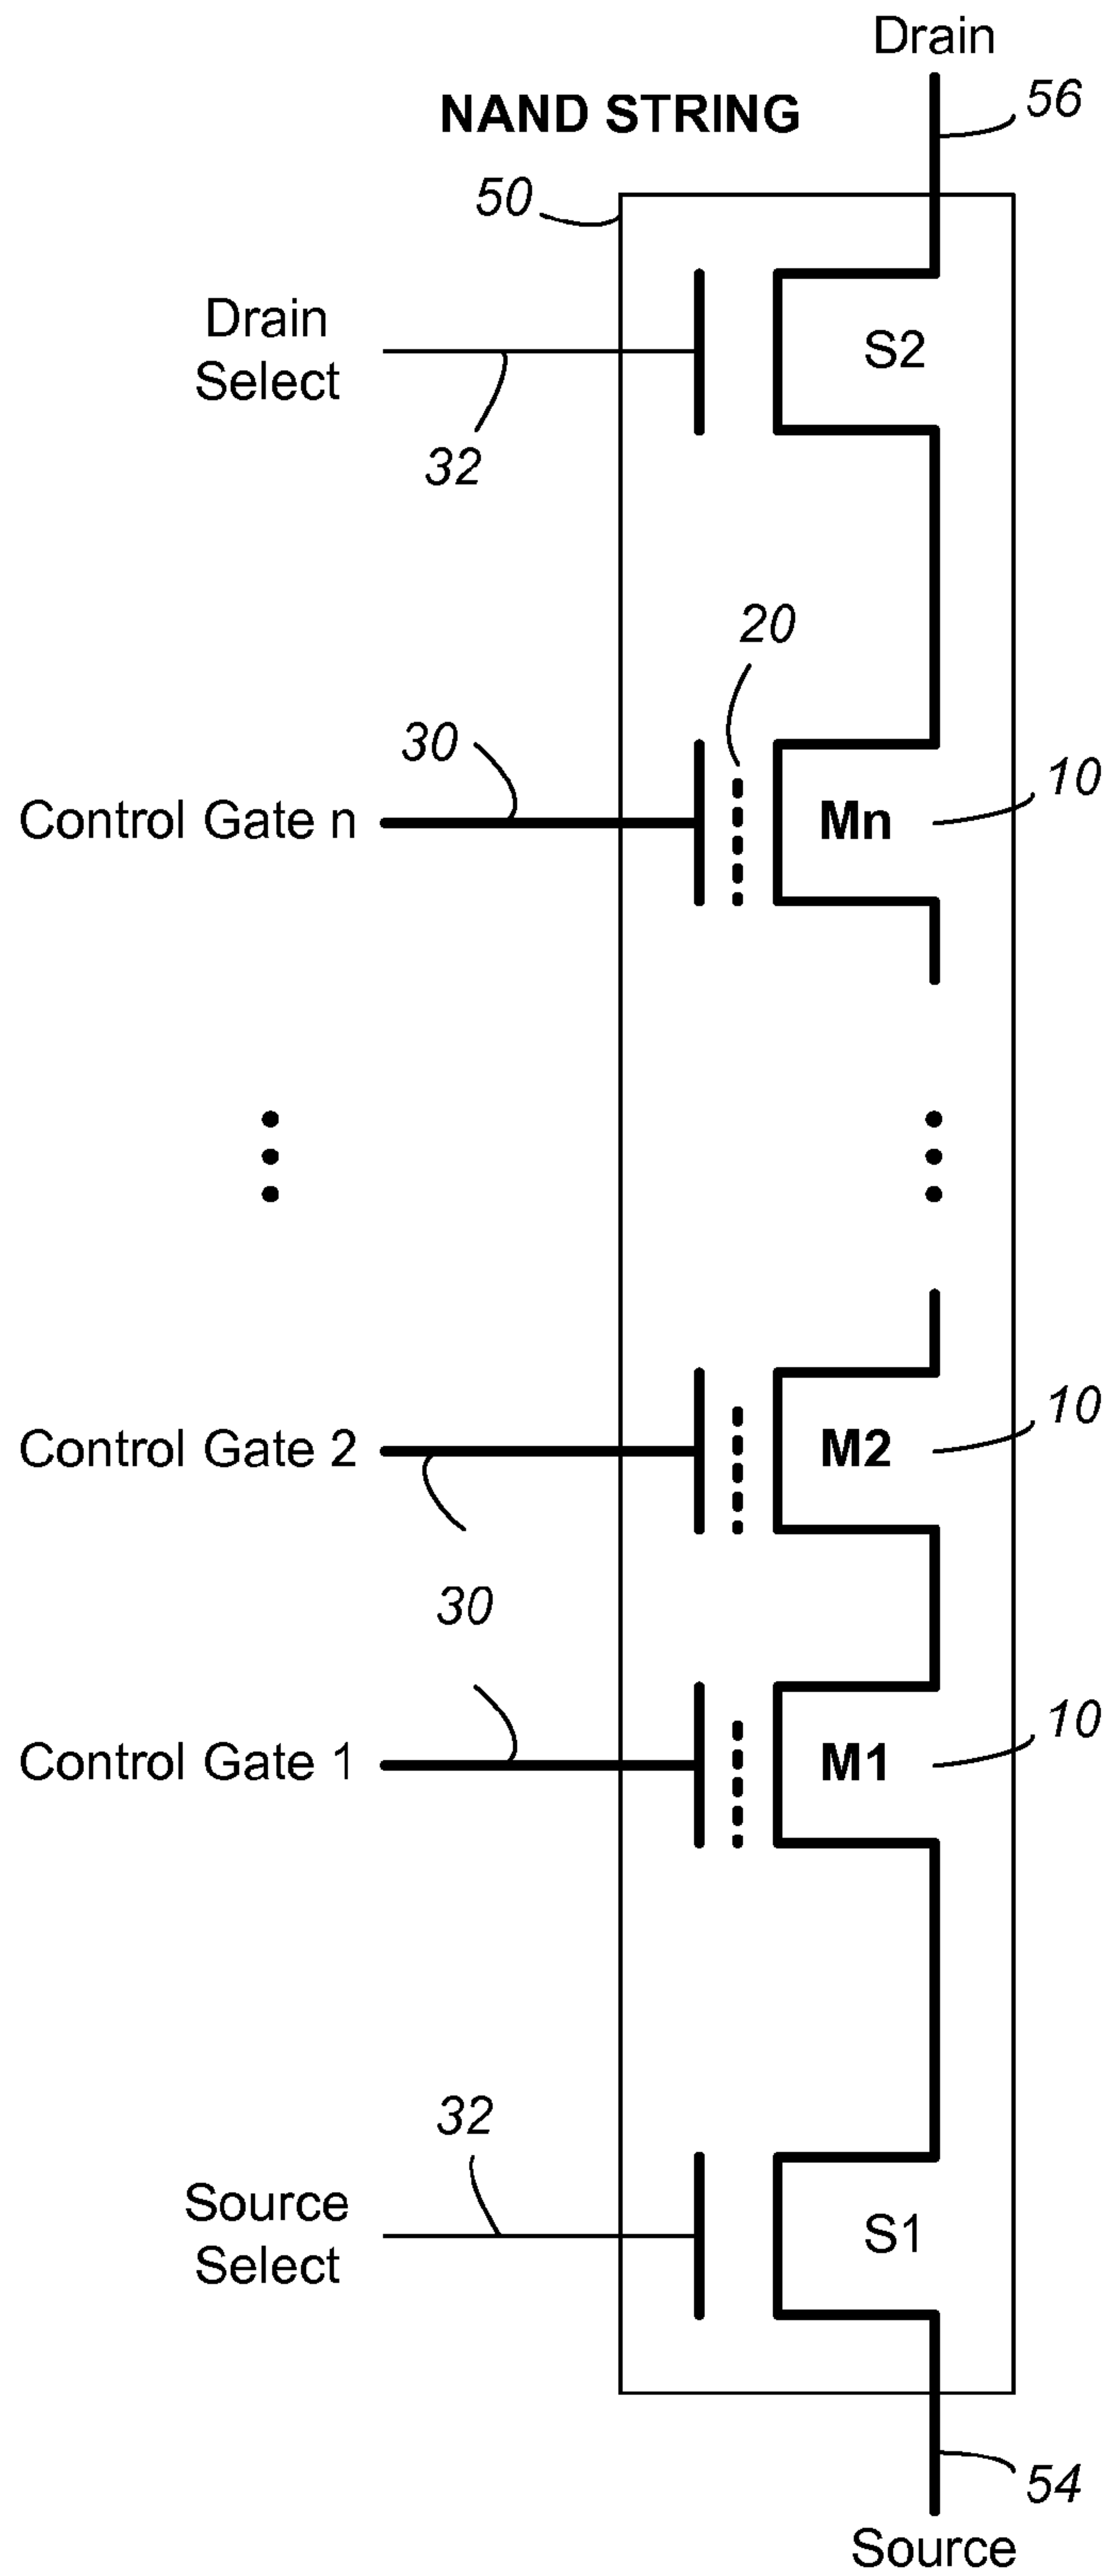 Drain
56
NAND STRING
50
Drain
Select
S2
32
20
30
10
Control Gate n
Mn
10
Control Gate 2
M2
30
10
Control Gate 1
M1
32
Source
Select
S1
54
Source